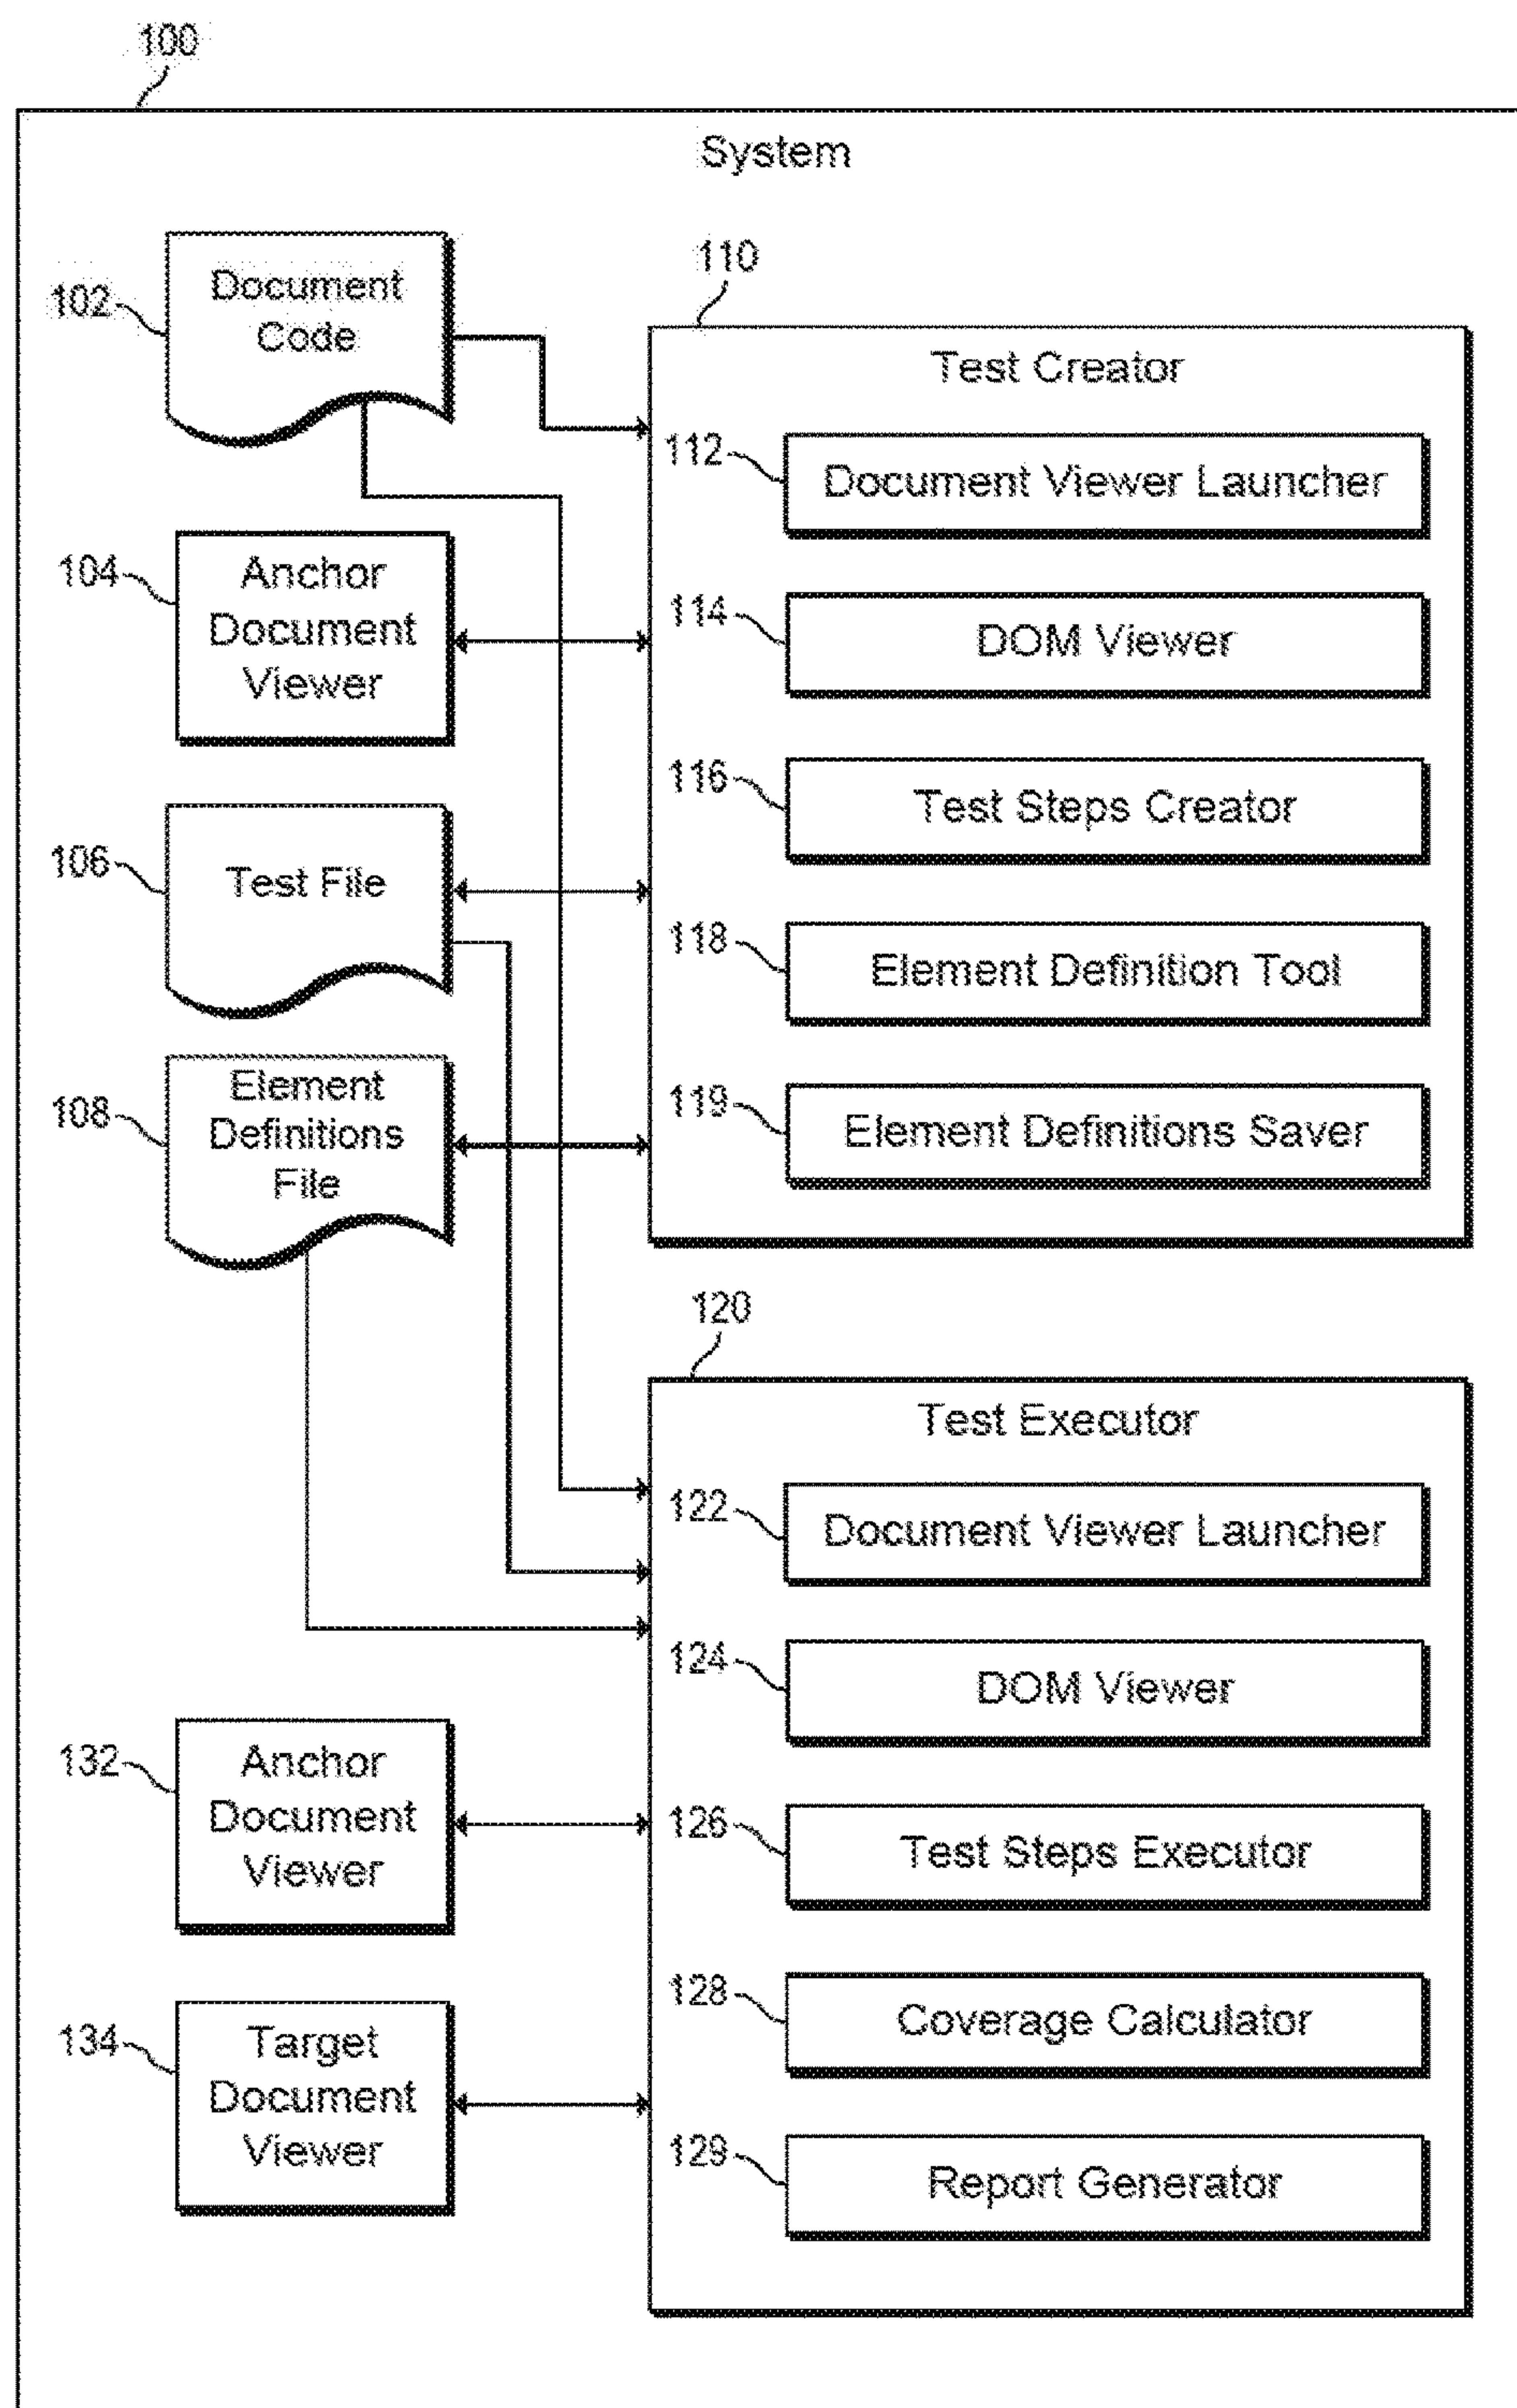 100
System
102
Document
Code
110
Test Creator
112
Document Viewer Launcher
104
Anchor
Document
Viewer
114
DOM Viewer
116
Test Steps Creator
106
Test File
118
Element Definition Tool
108
Element
Definitions
File
119
Element Definitions Saver
120
Test Executor
122
Document Viewer Launcher
124
DOM Viewer
132
Anchor
Document
Viewer
126
Test Steps Executor
128
Coverage Calculator
134
Target
Document
Viewer
129
Report Generator